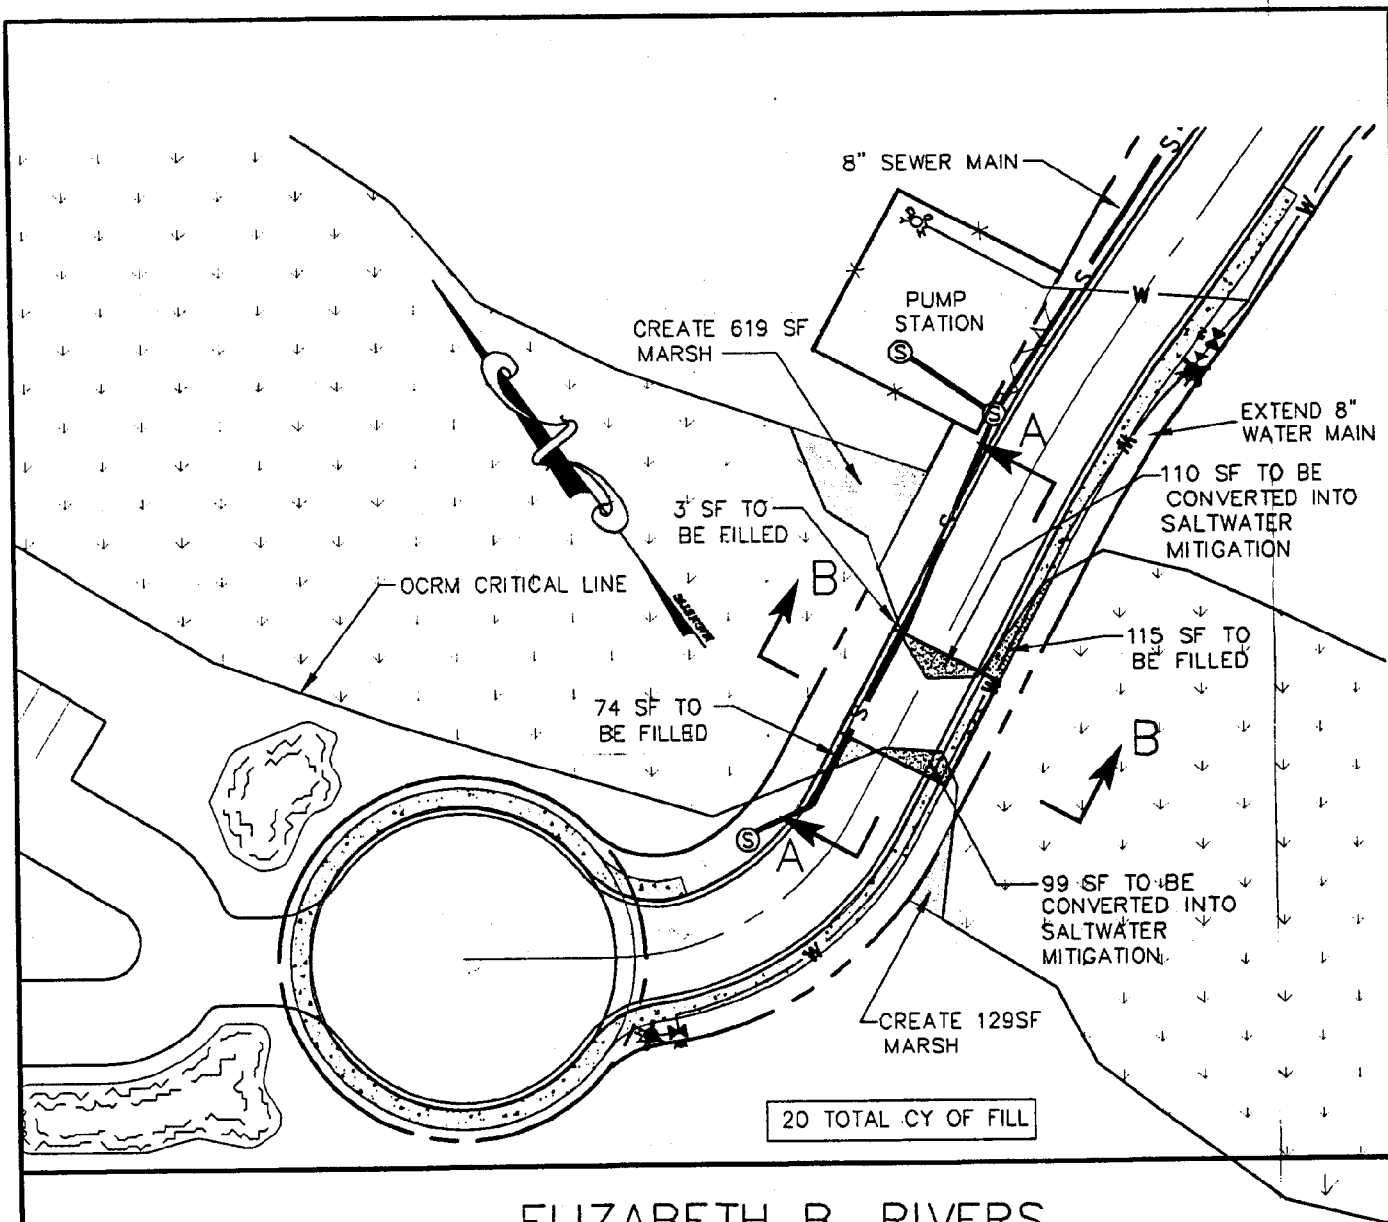 8" SEWER MAIN
PUMP
STATION
CREATE 619 SF
MARSH
EXTEND 8"
WATER MAIN
110 SF TO BE
CONVERTED INTO
SALTWATER
MITIGATION
3 SF TO
BE FILLED
OCRM CRITICAL LINE
115 SF TO
BE FILLED
74 SF TO
BE FILLED
99 SF TO BE
CONVERTED INTO
SALTWATER
MITIGATION
CREATE 129SF
MARSH
20 TOTAL CY OF FILL
S
S
S
S
S
S
S
W
W
W
W
W
A
A
B
B
ELIZABETH B. RIVERS